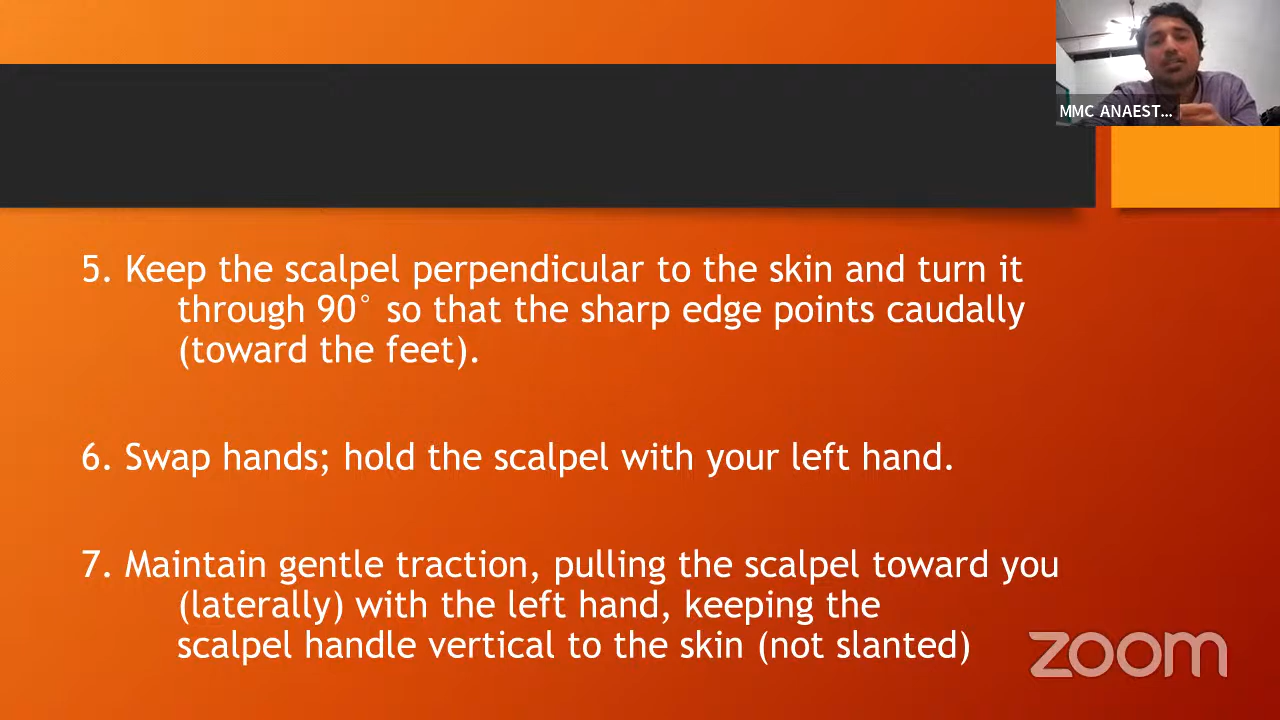 MMC ANAEST...
5. Keep the scalpel perpendicular to the skin and turn it
through 90° so that the sharp edge points caudally
(toward the feet).
6. Swap hands; hold the scalpel with your left hand.
7. Maintain gentle traction, pulling the scalpel toward you
(laterally) with the left hand, keeping the
scalpel handle vertical to the skin (not slanted)
zoom